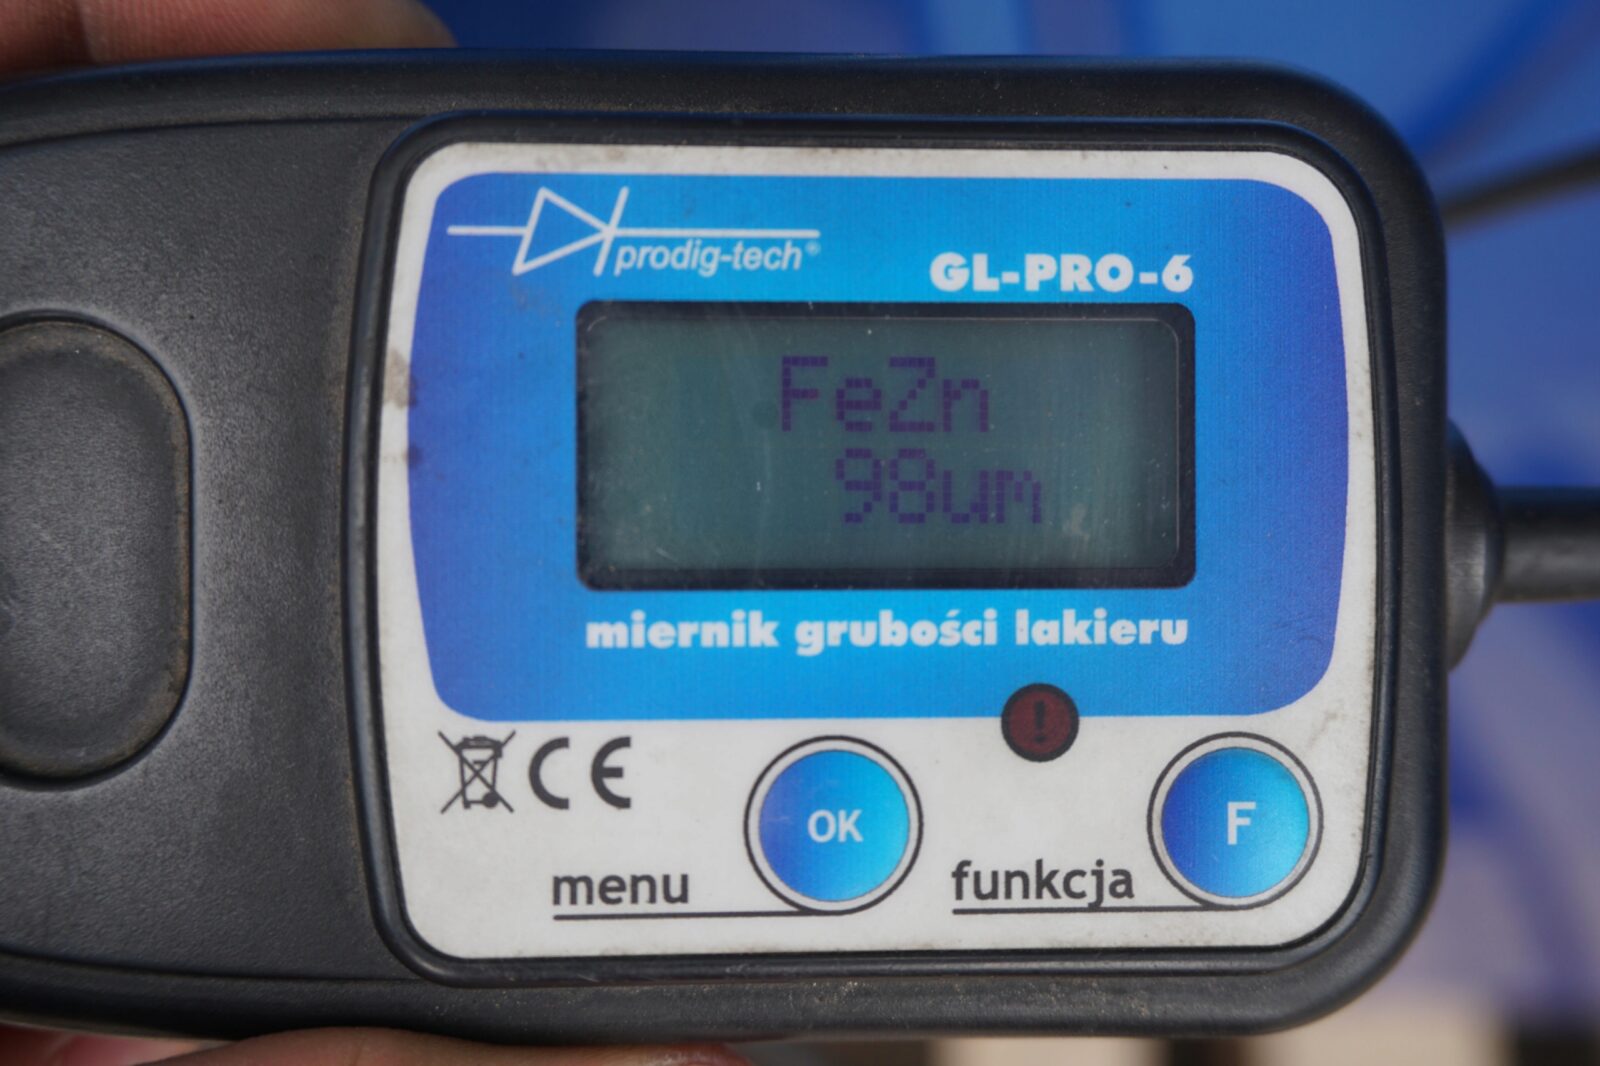 prodig-tech®
GL-PRO-6
FeZn
98um
miernik grubości lakieru
!
CE
OK
F
menu
funkcja